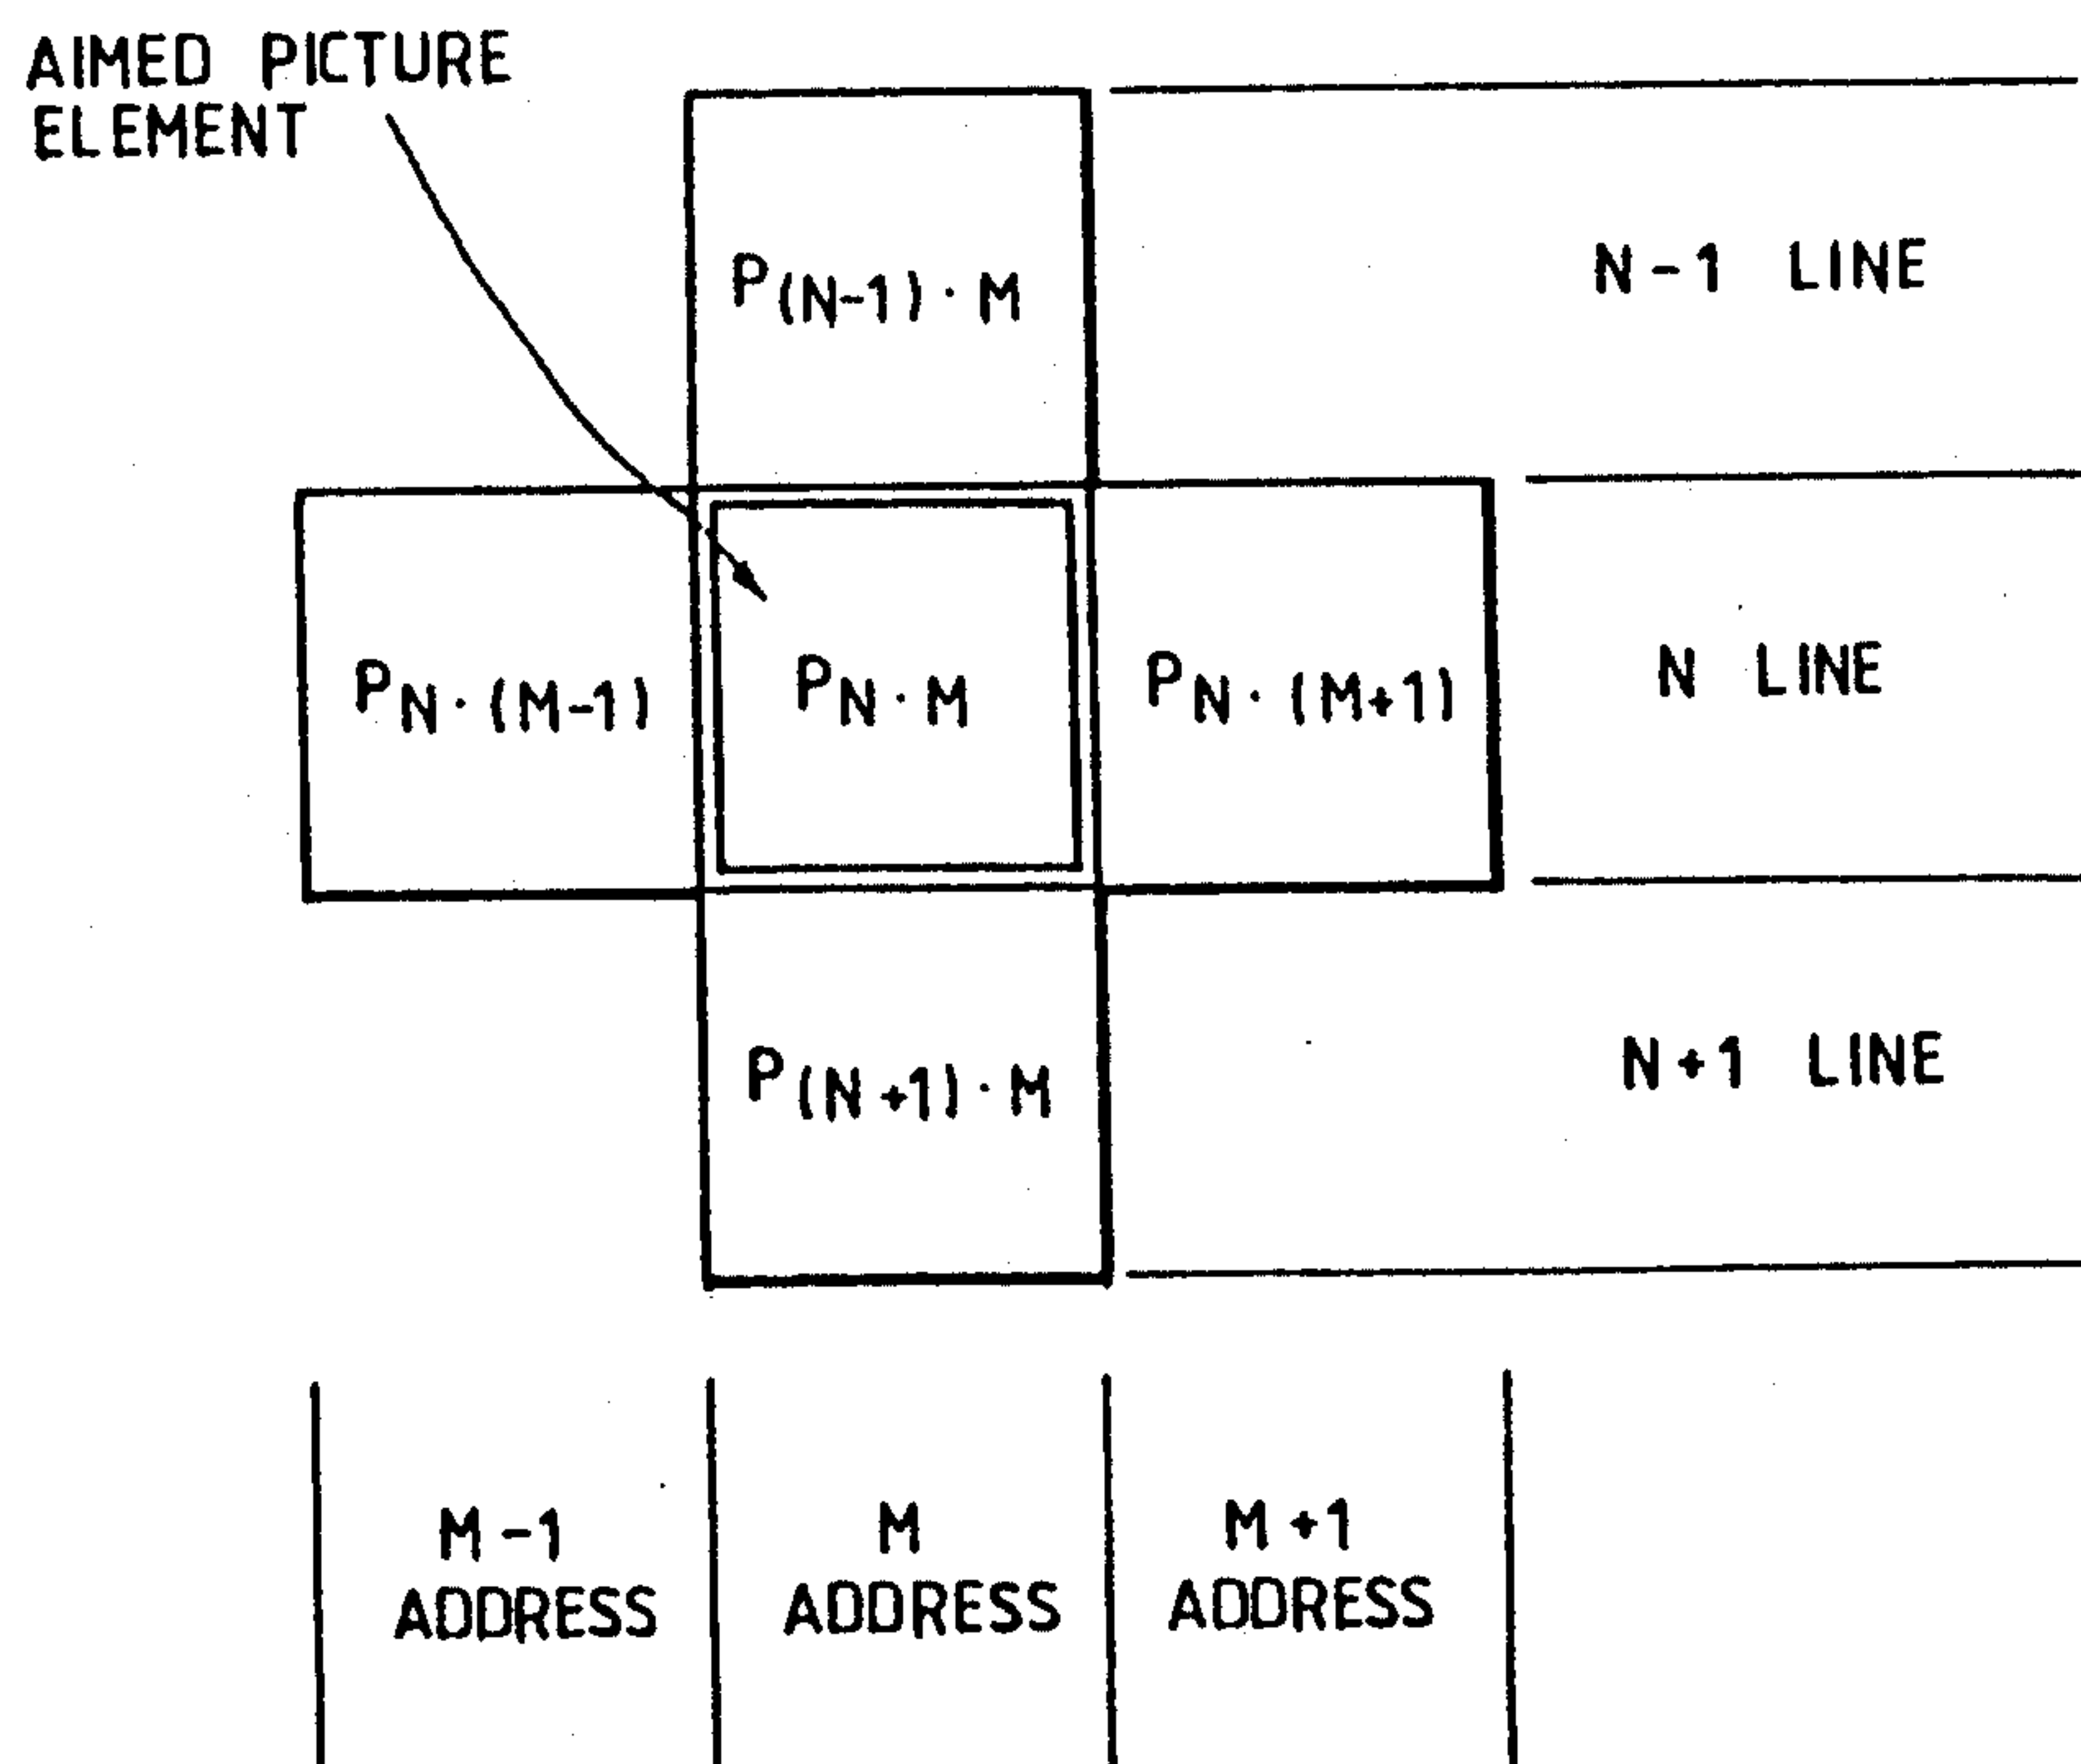 AIMED PICTURE
ELEMENT
P(N-1)·M
N-1 LINE
PN·(M-1)
PN·M
PN·(M+1)
N LINE
P(N+1)·M
N+1 LINE
M-1
ADDRESS
M
ADDRESS
M+1
ADDRESS